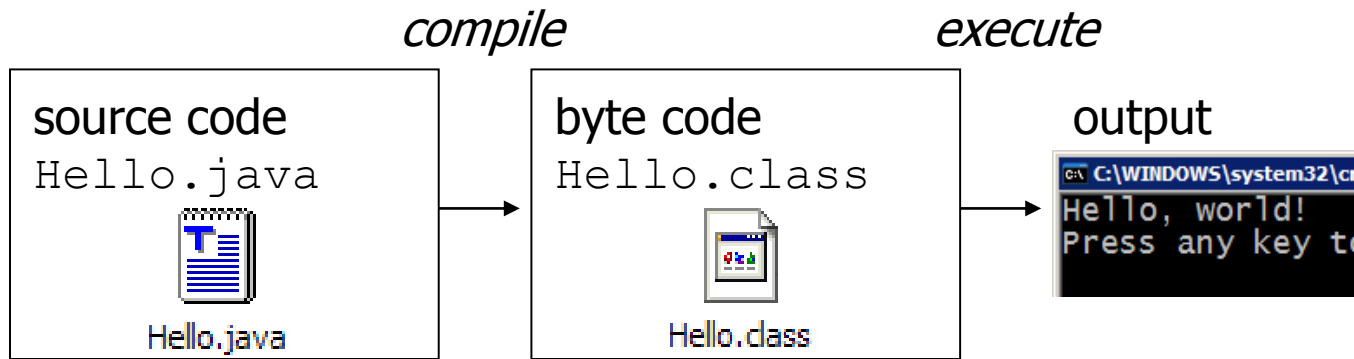 compile
execute
source code
Hello.java
Hello.java
byte code
Hello.class
Hello.class
output
C:\WINDOWS\system32\c
Hello, world!
Press any key t